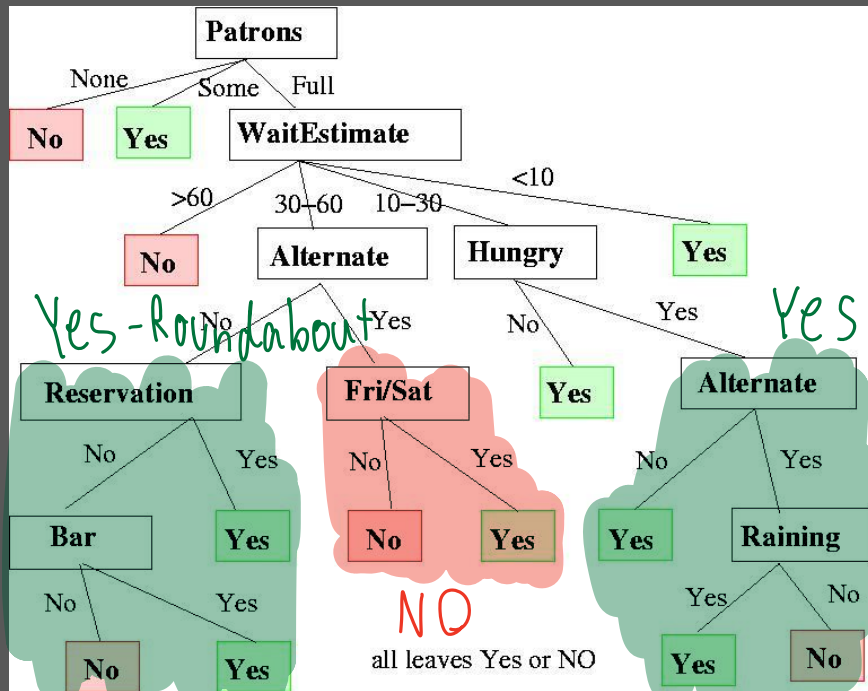 Patrons
None Some Full
No Yes WaitEstimate
>60 30–60 10–30 <10
No Alternate Hungry Yes
Yes-Roundabout YES
No Yes No Yes
Reservation Fri/Sat Yes Alternate
No Yes No Yes No Yes
Bar Yes No Yes Yes Raining
No Yes NO Yes No
No Yes all leaves Yes or NO Yes No